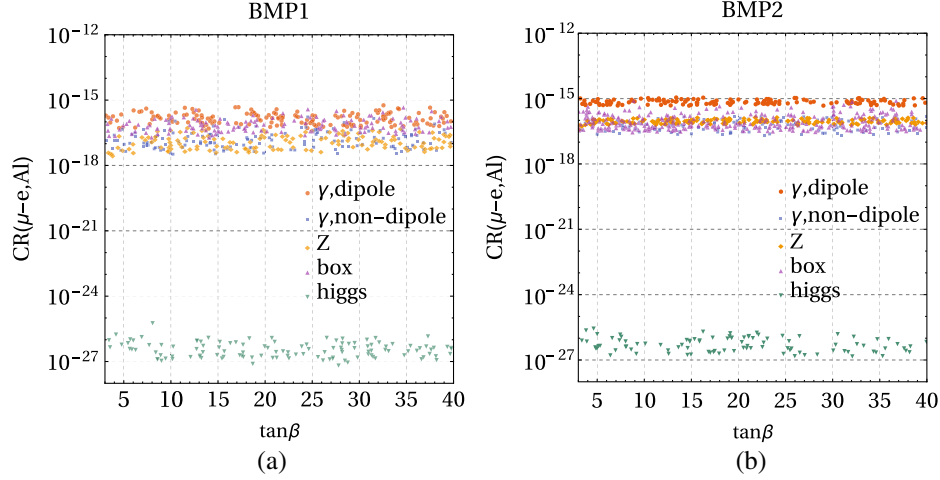 BMP1
CR(μ−e,Al)
10⁻¹²
10⁻¹⁵
10⁻¹⁸
10⁻²¹
10⁻²⁴
10⁻²⁷
γ,dipole
γ,non−dipole
Z
box
higgs
5 10 15 20 25 30 35 40
tanβ
(a)
BMP2
CR(μ−e,Al)
10⁻¹²
10⁻¹⁵
10⁻¹⁸
10⁻²¹
10⁻²⁴
10⁻²⁷
γ,dipole
γ,non−dipole
Z
box
higgs
5 10 15 20 25 30 35 40
tanβ
(b)